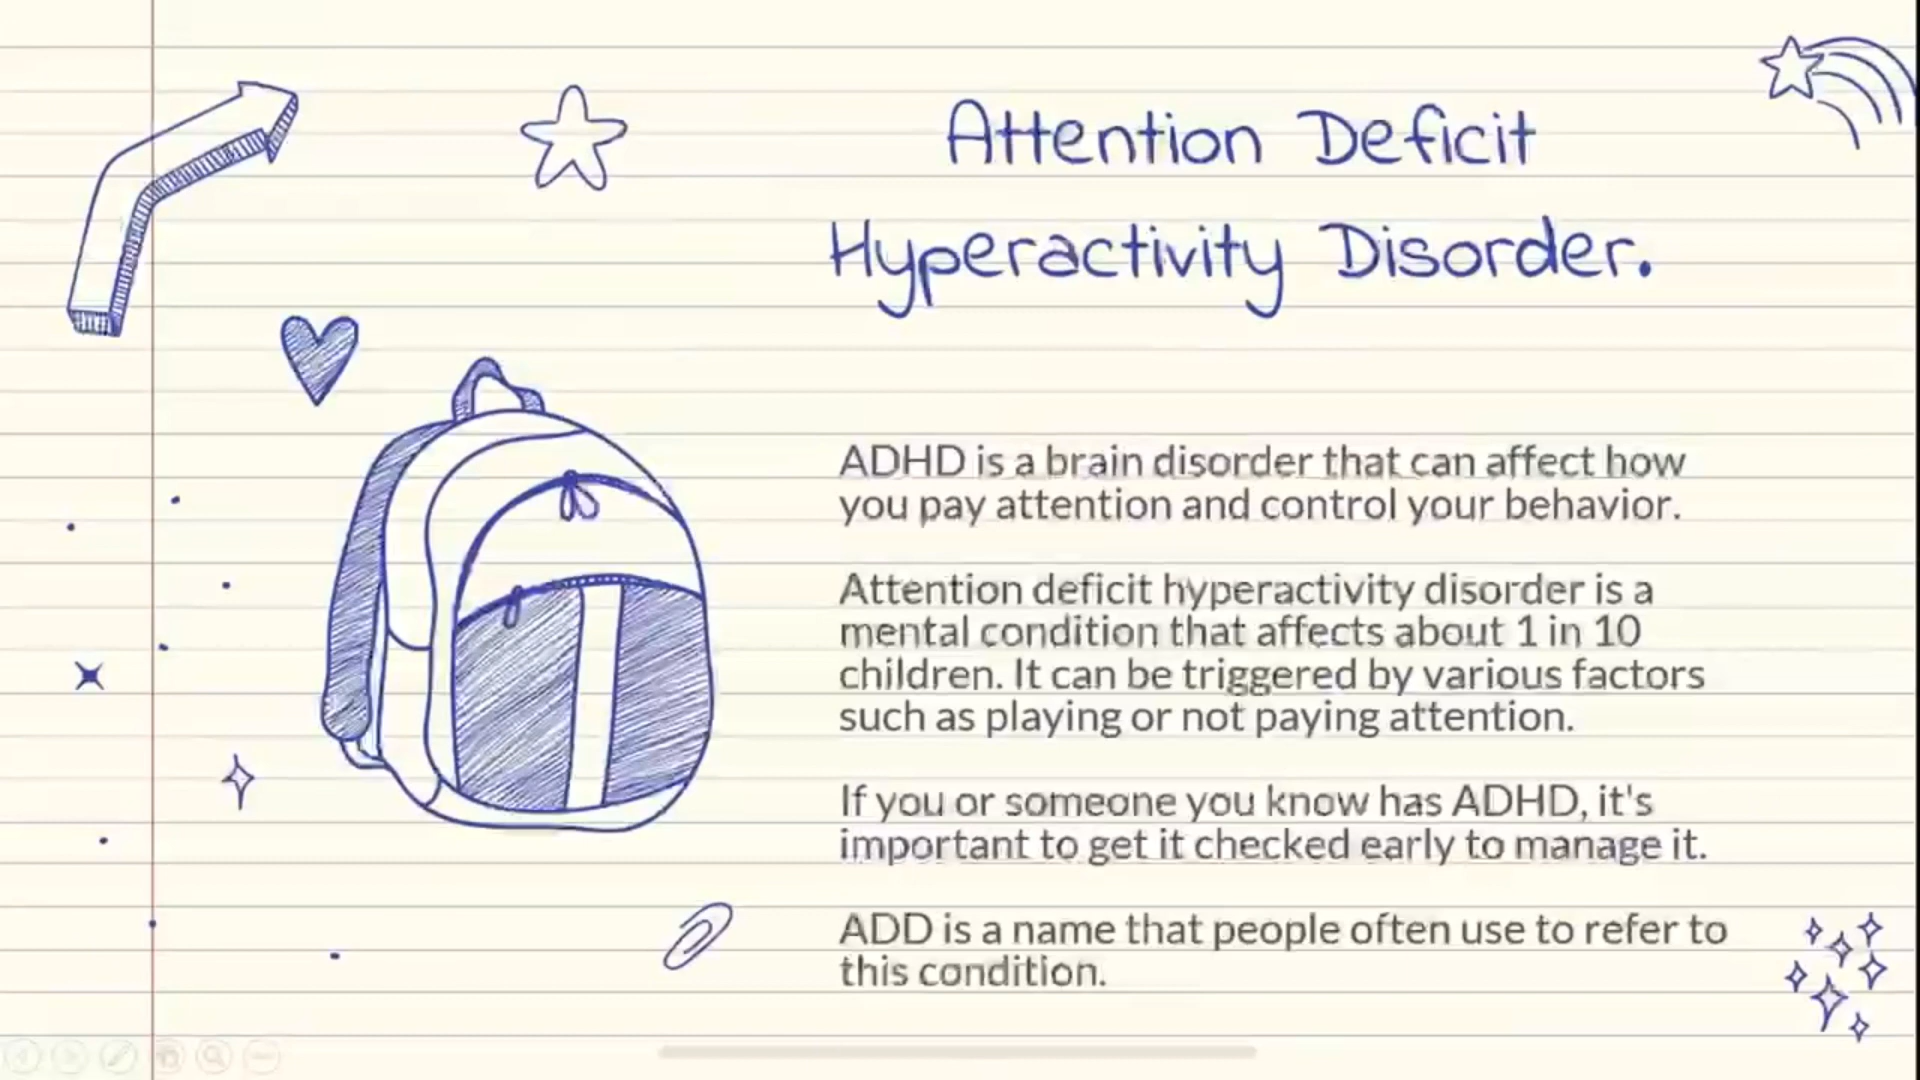 Attention Deficit
Hyperactivity Disorder.
ADHD is a brain disorder that can affect how
you pay attention and control your behavior.
Attention deficit hyperactivity disorder is a
mental condition that affects about 1 in 10
children. It can be triggered by various factors
such as playing or not paying attention.
If you or someone you know has ADHD, it's
important to get it checked early to manage it.
ADD is a name that people often use to refer to
this condition.